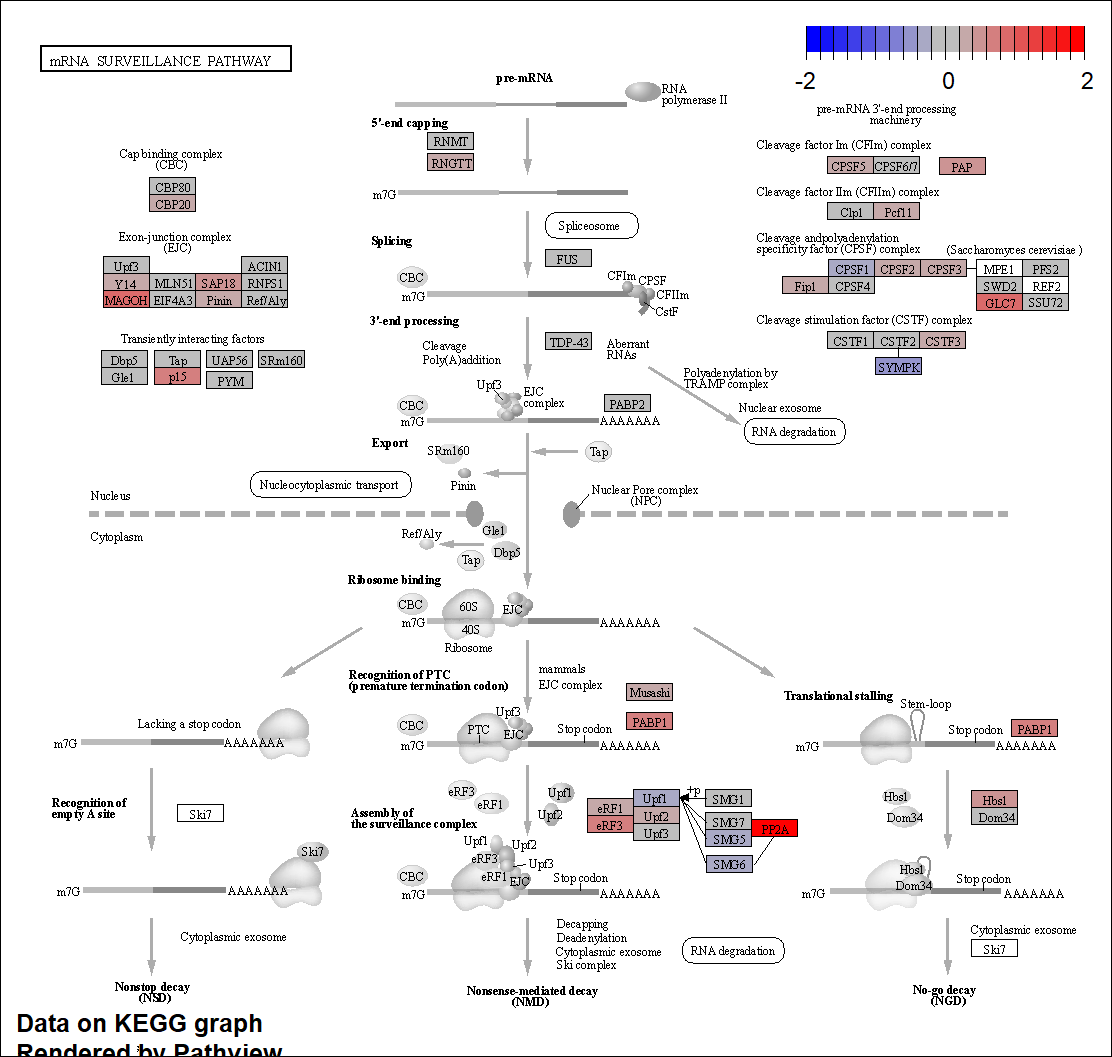 mRNA SURVEILLANCE PATHWAY
-2 0 2
pre-mRNA
RNA
polymerase II
5'-end capping
RNMT
RNGTT
m7G
Cap binding complex
(CBC)
CBP80
CBP20
Exon-junction complex
(EJC)
Upf3 ACIN1
Y14 MLN51 SAP18 RNPS1
MAGOH EIF4A3 Pinin Ref/Aly
Transiently interacting factors
Dbp5 Tap UAP56 SRm160
Gle1 p15 PYM
pre-mRNA 3'-end processing
machinery
Cleavage factor Im (CFIm) complex
CPSF5 CPSF6/7 PAP
Cleavage factor IIm (CFIIm) complex
Clp1 Pcf11
Cleavage andpolyadenylation
specificity factor (CPSF) complex
(Saccharomyces cerevisiae)
CPSF1 CPSF2 CPSF3 MPE1 PFS2
Fip1 CPSF4 SWD2 REF2
GLC7 SSU72
Cleavage stimulation factor (CSTF) complex
CSTF1 CSTF2 CSTF3
SYMPK
Spliceosome
Splicing
FUS
CBC
m7G
CFIm
CPSF
CFIIm
CstF
3'-end processing
Cleavage
Poly(A)addition
TDP-43
Aberrant
RNAs
Polyadenylation by
TRAMP complex
Nuclear exosome
RNA degradation
Upf3
EJC
complex
PABP2
CBC
m7G
AAAAAAA
Export
SRm160
Tap
Pinin
Nucleocytoplasmic transport
Nucleus
Nuclear Pore complex
(NPC)
Cytoplasm
Ref/Aly
Gle1
Dbp5
Tap
Ribosome binding
CBC
60S
EJC
m7G
40S
AAAAAAA
Ribosome
Recognition of PTC
(premature termination codon)
mammals
EJC complex
Musashi
PABP1
CBC
PTC
Upf3
EJC
Stop codon
m7G
AAAAAAA
Lacking a stop codon
m7G
AAAAAAA
Translational stalling
Stem-loop
Stop codon
PABP1
m7G
AAAAAAA
Recognition of
empty A site
Ski7
Assembly of
the surveillance complex
eRF3
eRF1
Upf1
Upf2
eRF1 Upf1 +p SMG1
eRF3 Upf2 SMG7 PP2A
Upf3 SMG5
SMG6
Hbs1
Dom34
Hbs1
Dom34
Ski7
m7G
AAAAAAA
Upf1
Upf2
eRF3
Upf3
eRF1
EJC
CBC
m7G
Stop codon
AAAAAAA
Hbs1
Dom34
Stop codon
m7G
AAAAAAA
Cytoplasmic exosome
Decapping
Deadenylation
Cytoplasmic exosome
Ski complex
RNA degradation
Cytoplasmic exosome
Ski7
Nonstop decay
(NSD)
Nonsense-mediated decay
(NMD)
No-go decay
(NGD)
Data on KEGG graph
Rendered by Pathview